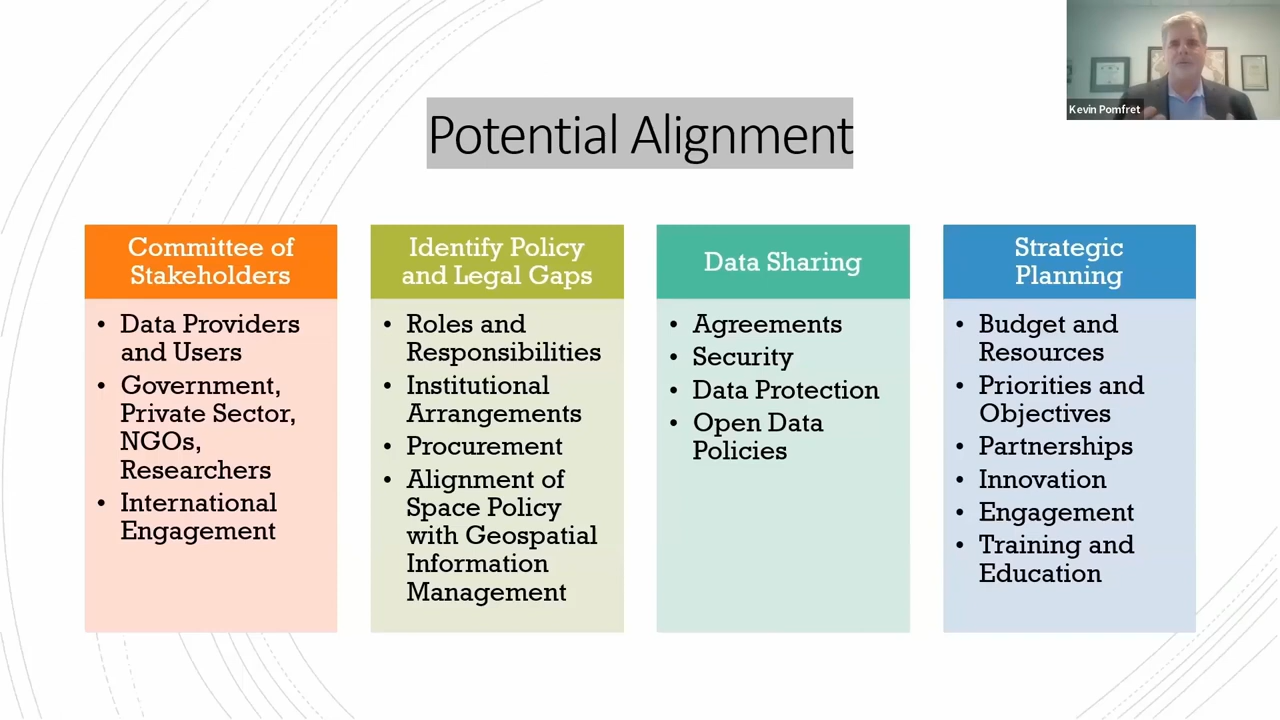 Kevin Pomfret
Potential Alignment
Committee of
Stakeholders
• Data Providers
and Users
• Government,
Private Sector,
NGOs,
Researchers
• International
Engagement
Identify Policy
and Legal Gaps
• Roles and
Responsibilities
• Institutional
Arrangements
• Procurement
• Alignment of
Space Policy
with Geospatial
Information
Management
Data Sharing
• Agreements
• Security
• Data Protection
• Open Data
Policies
Strategic
Planning
• Budget and
Resources
• Priorities and
Objectives
• Partnerships
• Innovation
• Engagement
• Training and
Education